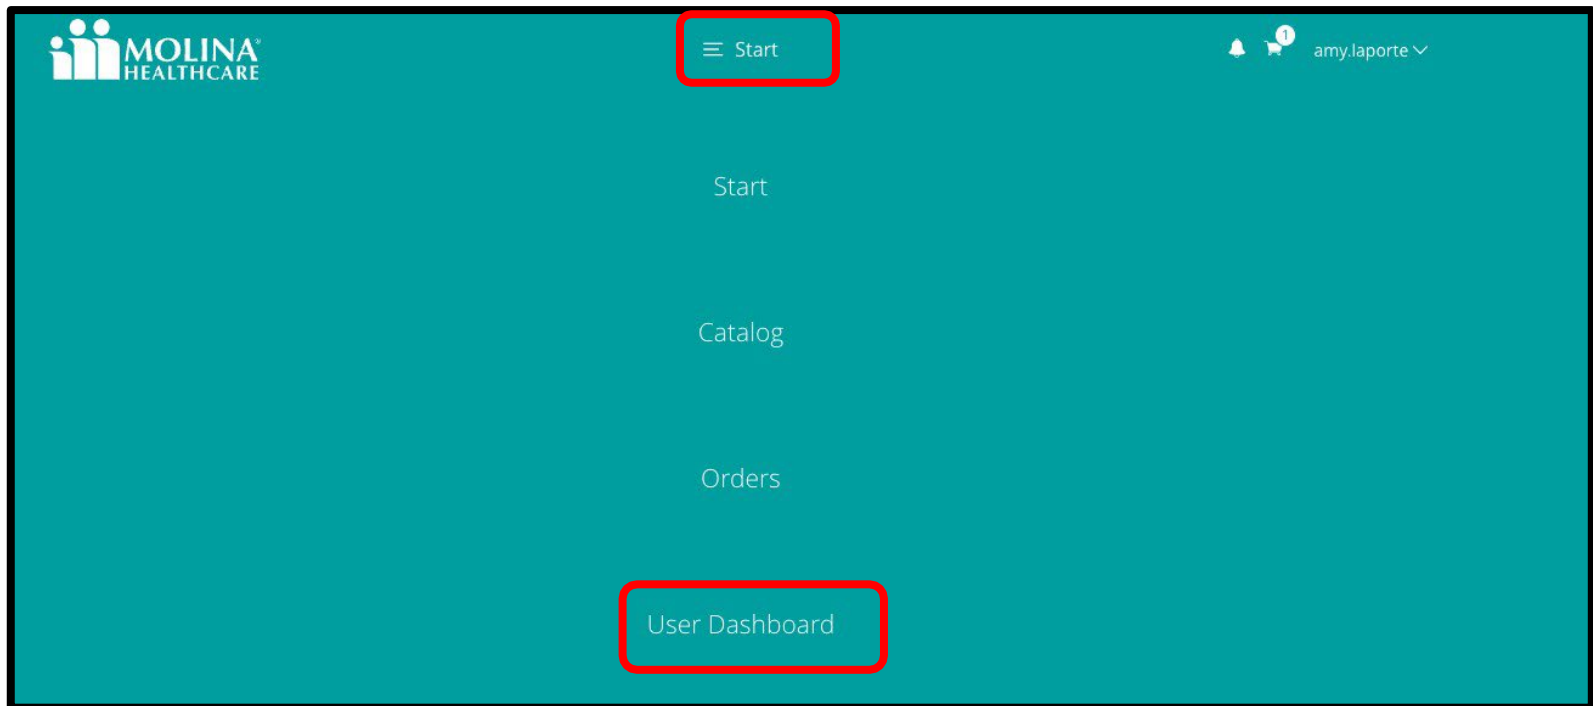 MOLINA®
HEALTHCARE
Start
1
amy.laporte
Start
Catalog
Orders
User Dashboard